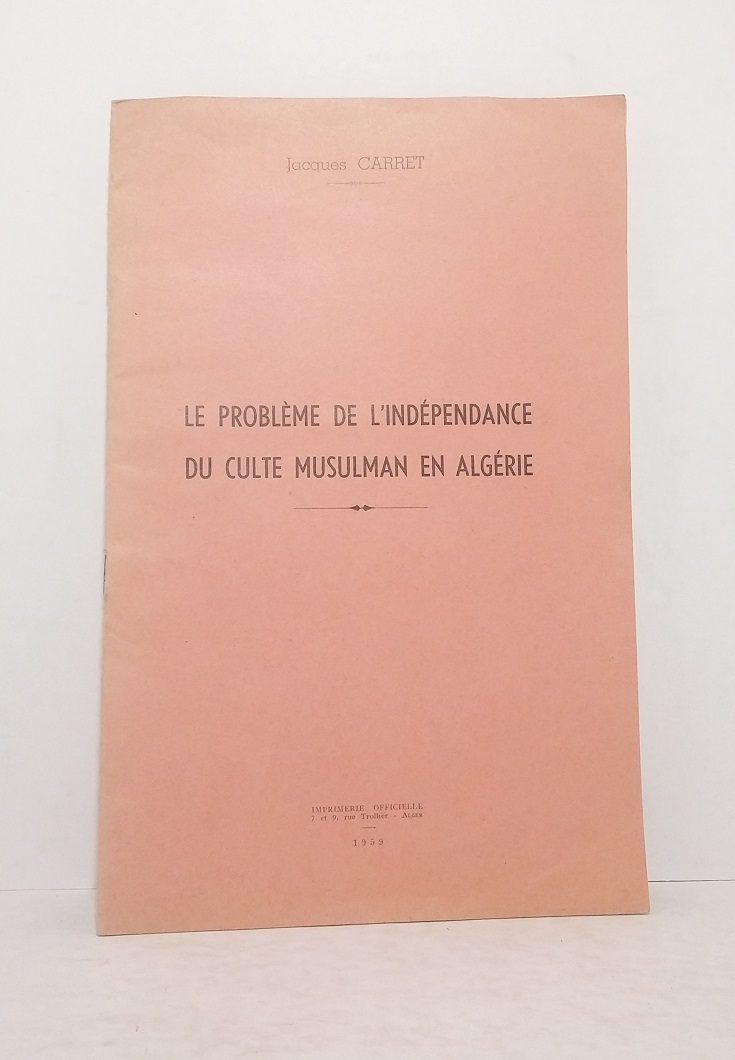 Jacques CARRET
LE PROBLÈME DE L'INDÉPENDANCE
DU CULTE MUSULMAN EN ALGÉRIE
IMPRIMERIE OFFICIELLE
7 et 9, rue Trollier - ALGER
1959